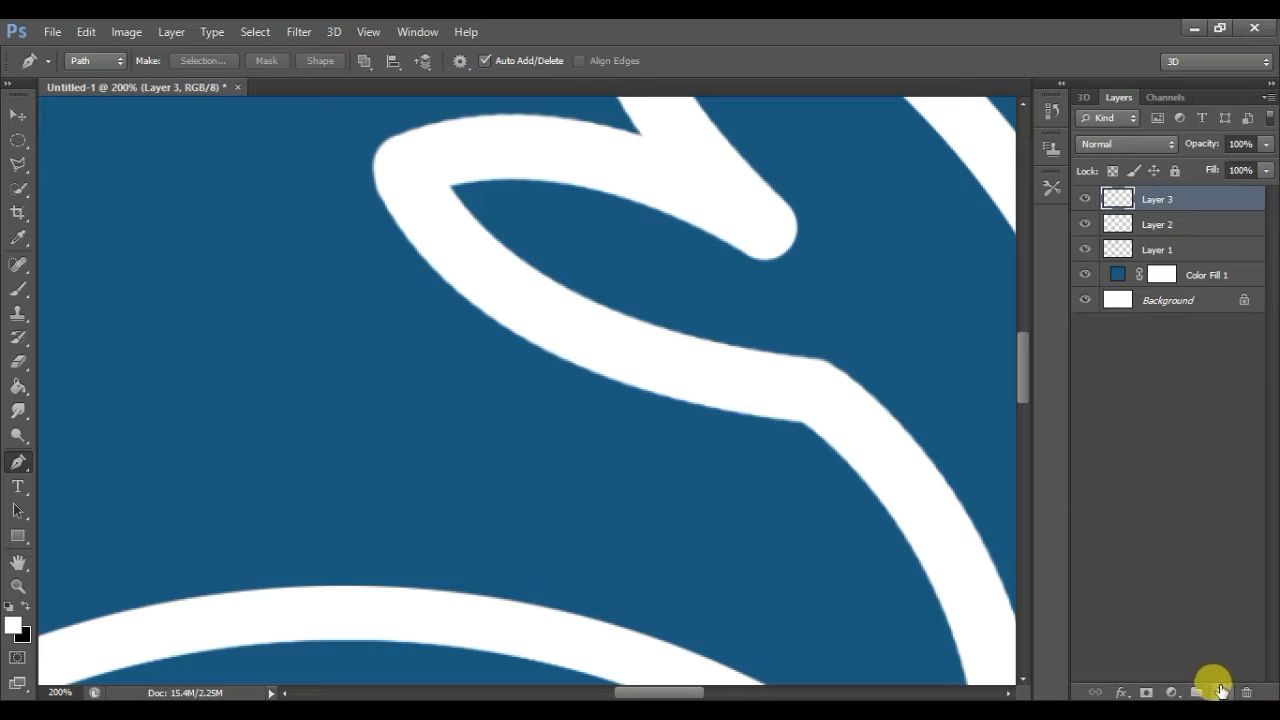 Ps File Edit Image Layer Type Select Filter 3D View Window Help
Path Make: Selection... Mask Shape Auto Add/Delete Align Edges 3D
Untitled-1 @ 200% (Layer 3, RGB/8) * ×
3D Layers Channels
Kind
Normal Opacity: 100%
Lock: Fill: 100%
Layer 3
Layer 2
Layer 1
Color Fill 1
Background
T
200% Doc: 15.4M/2.25M
fx